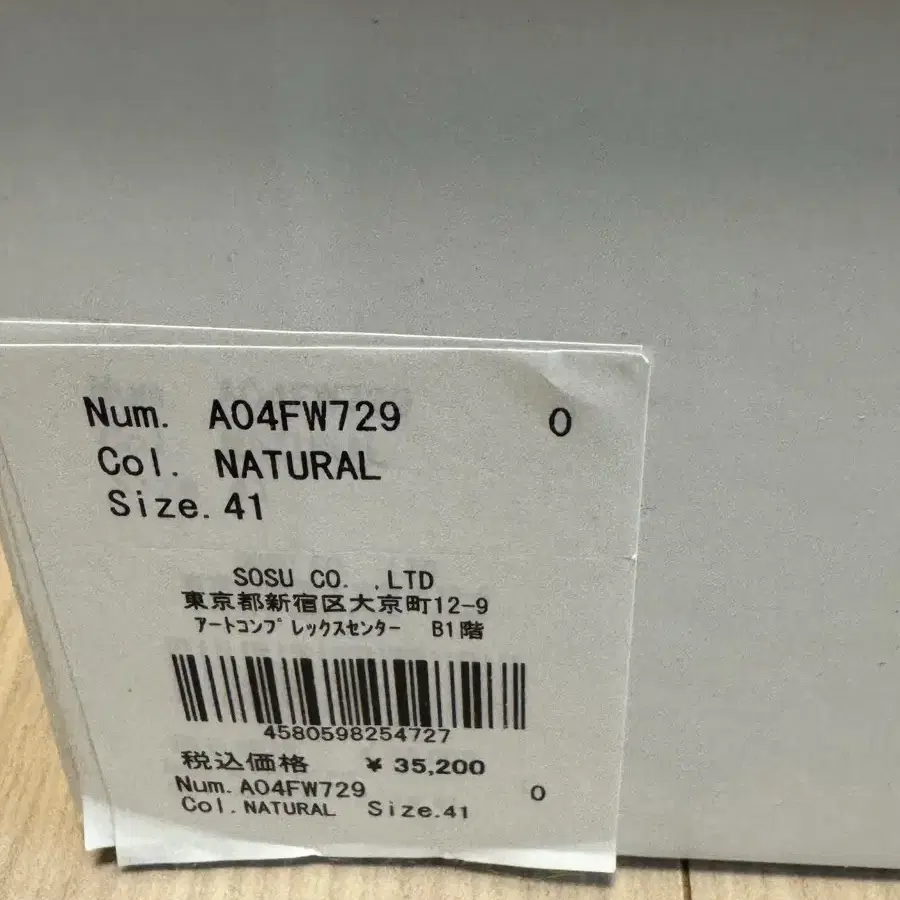 Num. A04FW729 0
Col. NATURAL
Size. 41
SOSU CO. ,LTD
東京都新宿区大京町12-9
ｱｰﾄｺﾝﾌﾟﾚｯｸｽｾﾝﾀｰ B1階
4580598254727
税込価格 ¥ 35,200
Num. A04FW729 0
Col. NATURAL Size.41